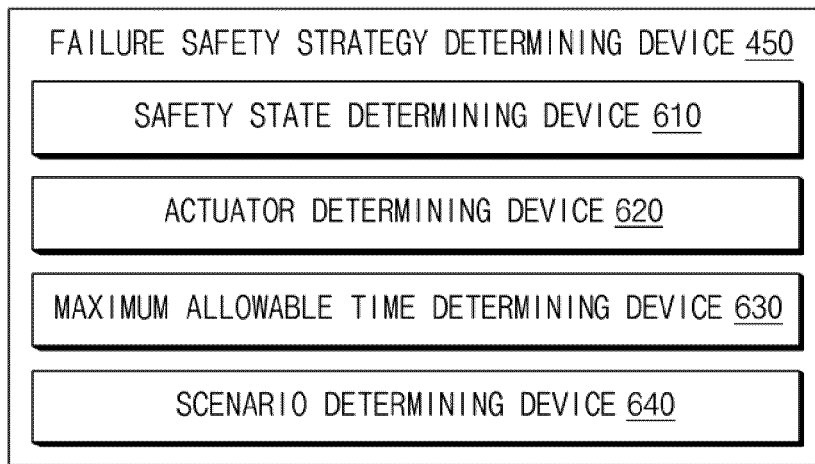 FAILURE SAFETY STRATEGY DETERMINING DEVICE 450
SAFETY STATE DETERMINING DEVICE 610
ACTUATOR DETERMINING DEVICE 620
MAXIMUM ALLOWABLE TIME DETERMINING DEVICE 630
SCENARIO DETERMINING DEVICE 640